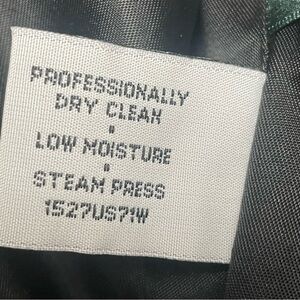 PROFESSIONALLY
DRY CLEAN
•
LOW MOISTURE
•
STEAM PRESS
1527US71W